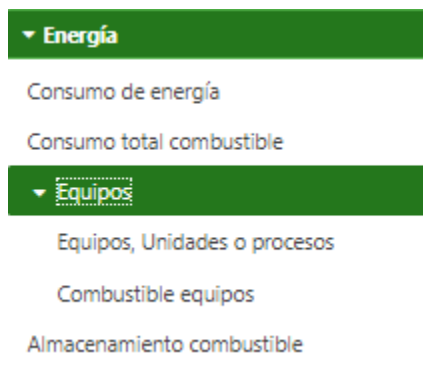 Energía
Consumo de energía
Consumo total combustible
Equipos
Equipos, Unidades o procesos
Combustible equipos
Almacenamiento combustible